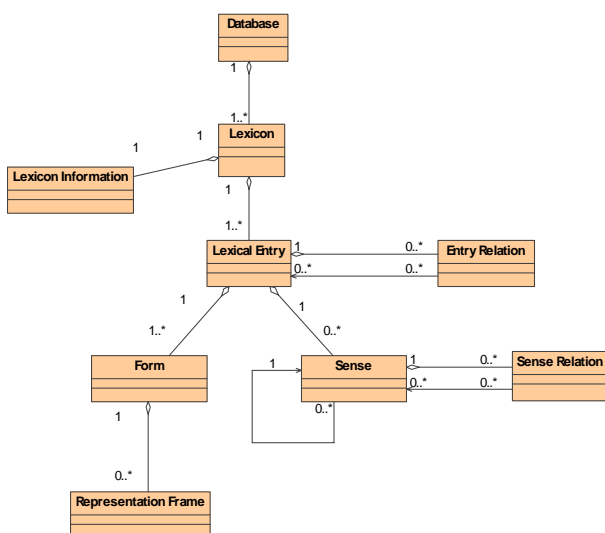 Database
1
1..*
Lexicon
1
1
Lexicon Information
1
1..*
Lexical Entry
1
0..*
Entry Relation
0..*
0..*
1
1
1..*
0..*
Form
1
Sense
1
0..*
Sense Relation
0..*
0..*
1
0..*
0..*
Representation Frame